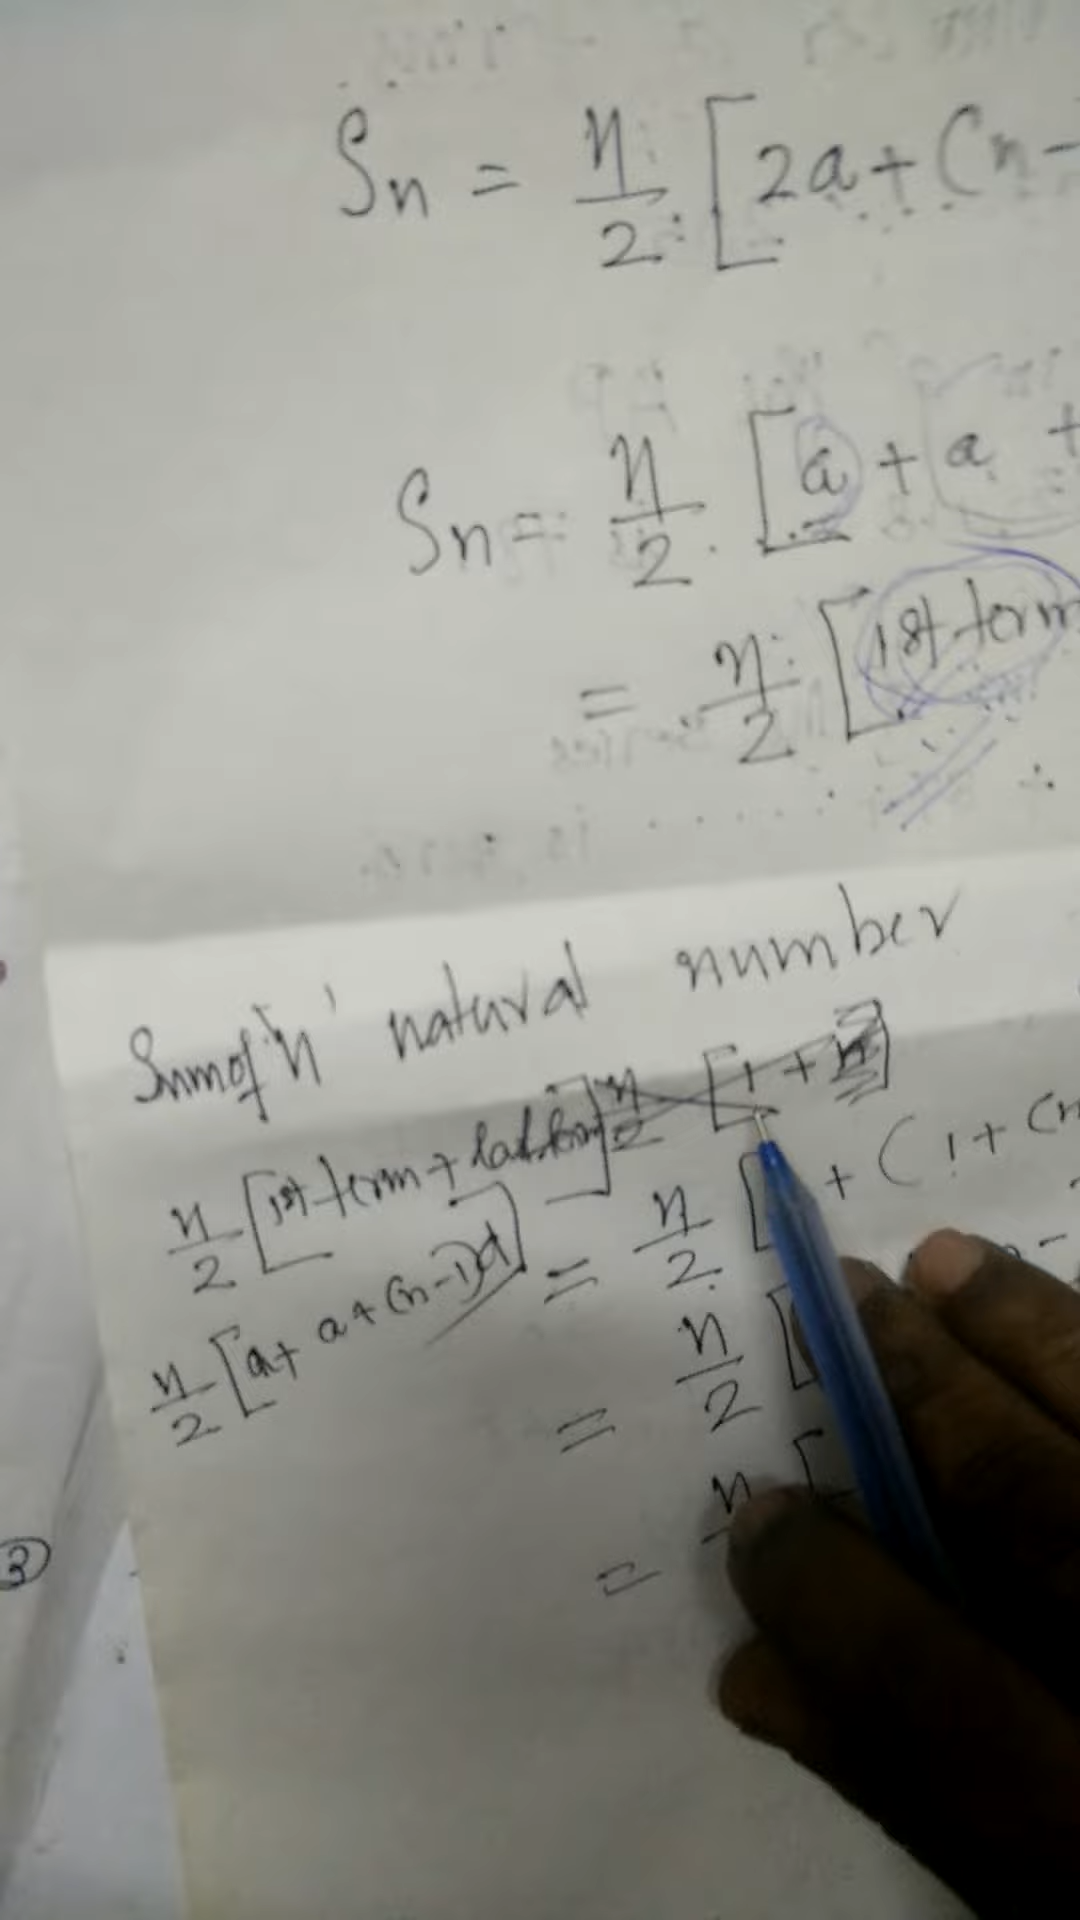 Sn = n/2 [2a + (n-
Sn = n/2 [a + a +
= n/2 [1st term
Sum of 'n' natural number
n/2 [1st term + last term] n/2 [1 + n]
n/2 [a + a + (n-1)d]
= n/2 [ + (1 + (n
= n/2 [
= n [
3